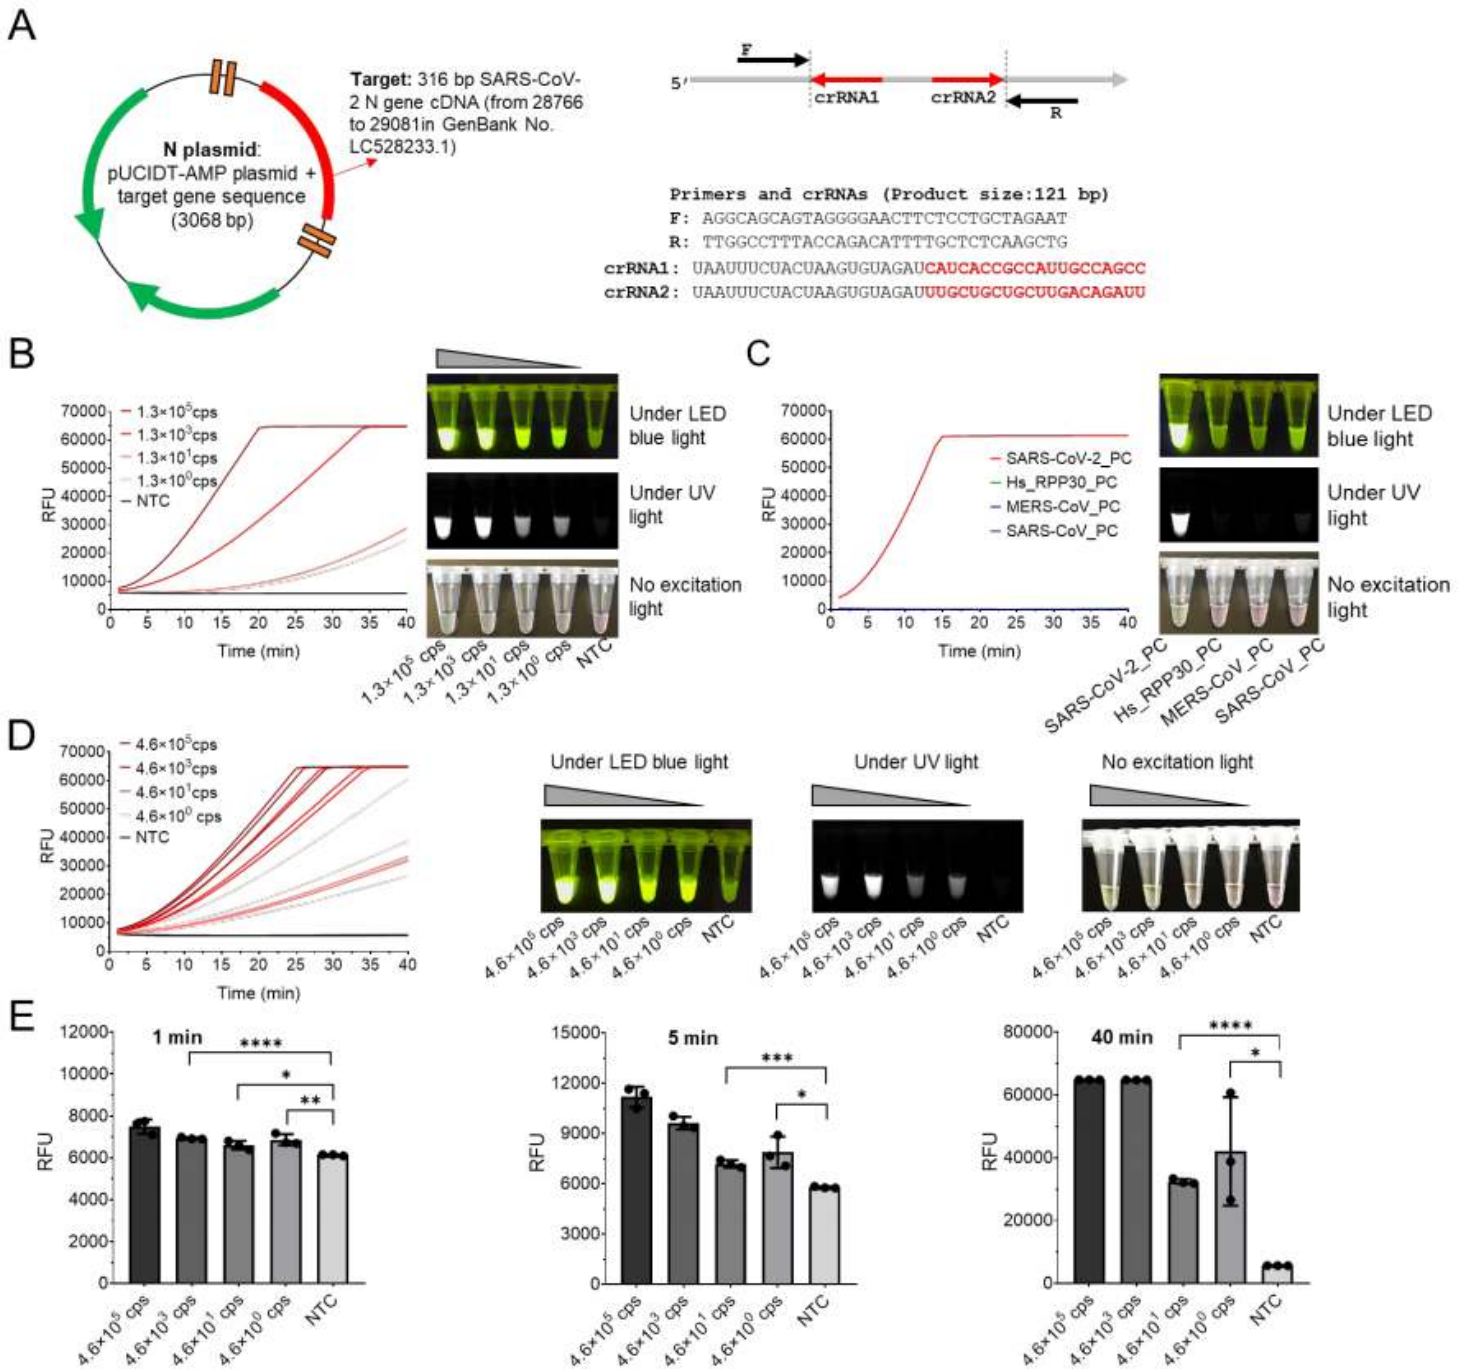 A
N plasmid:
pUCIDT-AMP plasmid +
target gene sequence
(3068 bp)
Target: 316 bp SARS-CoV-
2 N gene cDNA (from 28766
to 29081in GenBank No.
LC528233.1)
F
5′
crRNA1
crRNA2
R
Primers and crRNAs (Product size:121 bp)
F: AGGCAGCAGTAGGGGAACTTCTCCTGCTAGAAT
R: TTGGCCTTTACCAGACATTTTGCTCTCAAGCTG
crRNA1: UAAUUUCUACUAAGUGUAGAUCAUCACCGCCAUUGCCAGCC
crRNA2: UAAUUUCUACUAAGUGUAGAUUUGCUGCUGCUUGACAGAUU
B
RFU
70000
60000
50000
40000
30000
20000
10000
0
1.3×10⁵cps
1.3×10³cps
1.3×10¹cps
1.3×10⁰cps
NTC
0 5 10 15 20 25 30 35 40
Time (min)
Under LED
blue light
Under UV
light
No excitation
light
1.3×10⁵ cps
1.3×10³ cps
1.3×10¹ cps
1.3×10⁰ cps
NTC
C
RFU
70000
60000
50000
40000
30000
20000
10000
0
SARS-CoV-2_PC
Hs_RPP30_PC
MERS-CoV_PC
SARS-CoV_PC
0 5 10 15 20 25 30 35 40
Time (min)
Under LED
blue light
Under UV
light
No excitation
light
SARS-CoV-2_PC
Hs_RPP30_PC
MERS-CoV_PC
SARS-CoV_PC
D
RFU
70000
60000
50000
40000
30000
20000
10000
0
4.6×10⁵cps
4.6×10³cps
4.6×10¹cps
4.6×10⁰ cps
NTC
0 5 10 15 20 25 30 35 40
Time (min)
Under LED blue light
4.6×10⁵ cps
4.6×10³ cps
4.6×10¹ cps
4.6×10⁰ cps
NTC
Under UV light
4.6×10⁵ cps
4.6×10³ cps
4.6×10¹ cps
4.6×10⁰ cps
NTC
No excitation light
4.6×10⁵ cps
4.6×10³ cps
4.6×10¹ cps
4.6×10⁰ cps
NTC
E
1 min
RFU
12000
10000
8000
6000
4000
2000
0
****
*
**
4.6×10⁵ cps
4.6×10³ cps
4.6×10¹ cps
4.6×10⁰ cps
NTC
5 min
RFU
15000
12000
9000
6000
3000
0
***
*
4.6×10⁵ cps
4.6×10³ cps
4.6×10¹ cps
4.6×10⁰ cps
NTC
40 min
RFU
80000
60000
40000
20000
0
****
*
4.6×10⁵ cps
4.6×10³ cps
4.6×10¹ cps
4.6×10⁰ cps
NTC